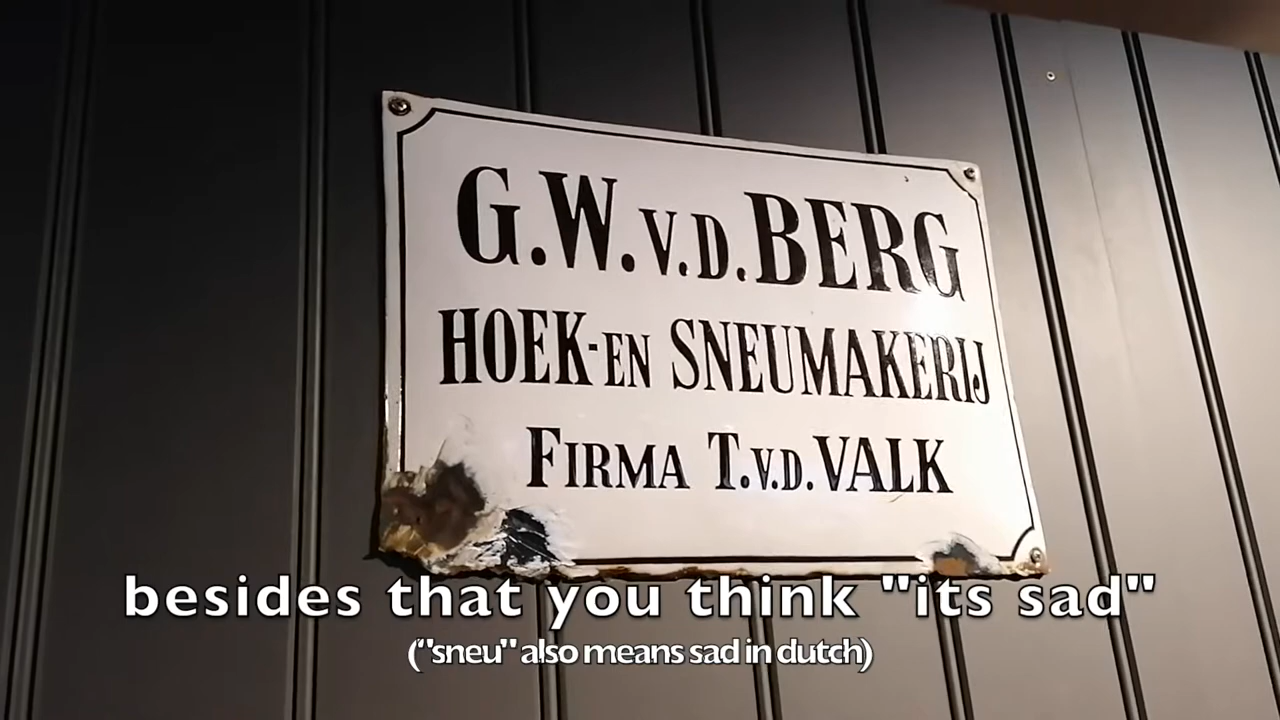 G.W.V.D.BERG
HOEK-EN SNEUMAKERIJ
FIRMA T.V.D.VALK
besides that you think "its sad"
("sneu" also means sad in dutch)